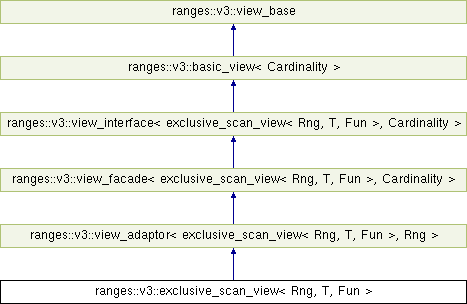 ranges::v3::view_base
ranges::v3::basic_view< Cardinality >
ranges::v3::view_interface< exclusive_scan_view< Rng, T, Fun >, Cardinality >
ranges::v3::view_facade< exclusive_scan_view< Rng, T, Fun >, Cardinality >
ranges::v3::view_adaptor< exclusive_scan_view< Rng, T, Fun >, Rng >
ranges::v3::exclusive_scan_view< Rng, T, Fun >